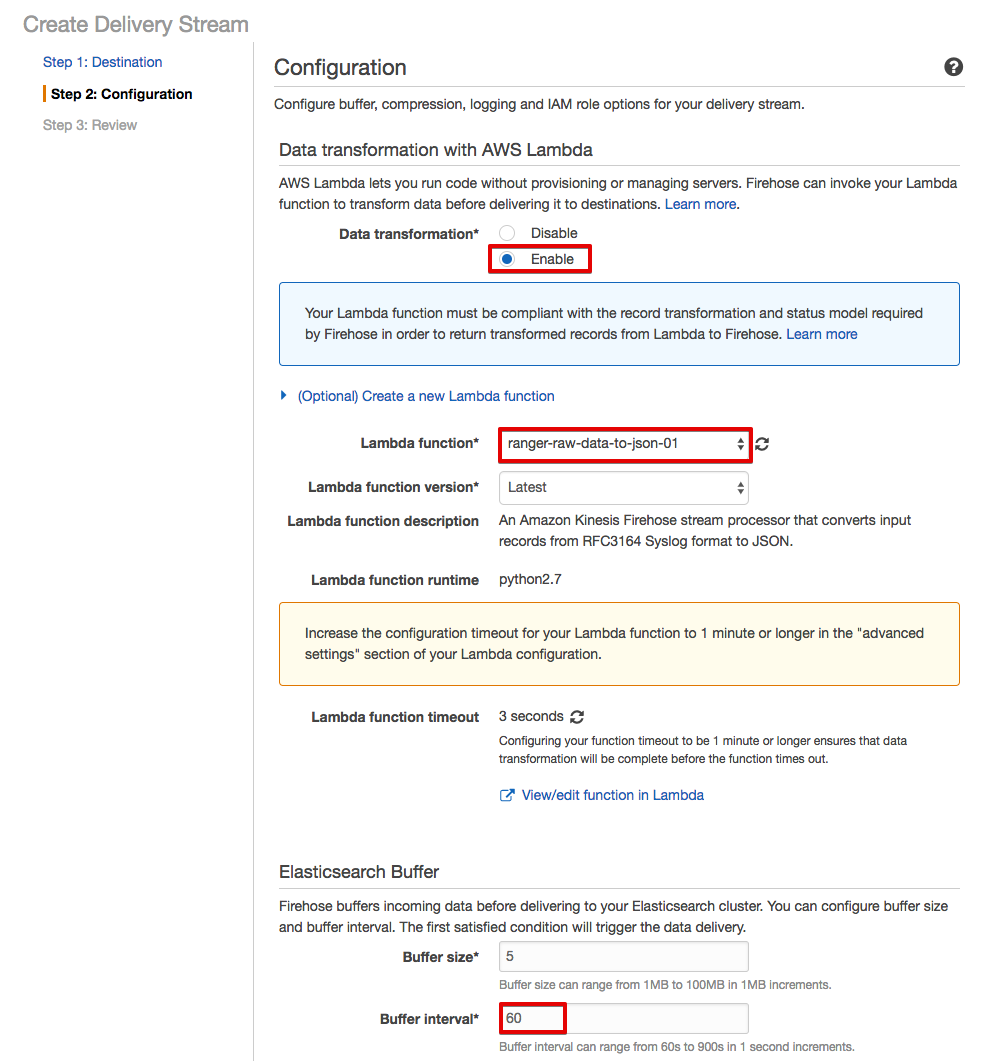 Create Delivery Stream
Step 1: Destination
Step 2: Configuration
Step 3: Review
Configuration
?
Configure buffer, compression, logging and IAM role options for your delivery stream.
Data transformation with AWS Lambda
AWS Lambda lets you run code without provisioning or managing servers. Firehose can invoke your Lambda
function to transform data before delivering it to destinations. Learn more.
Data transformation* Disable
Enable
Your Lambda function must be compliant with the record transformation and status model required
by Firehose in order to return transformed records from Lambda to Firehose. Learn more
(Optional) Create a new Lambda function
Lambda function* ranger-raw-data-to-json-01
Lambda function version* Latest
Lambda function description An Amazon Kinesis Firehose stream processor that converts input
records from RFC3164 Syslog format to JSON.
Lambda function runtime python2.7
Increase the configuration timeout for your Lambda function to 1 minute or longer in the "advanced
settings" section of your Lambda configuration.
Lambda function timeout 3 seconds
Configuring your function timeout to be 1 minute or longer ensures that data
transformation will be complete before the function times out.
View/edit function in Lambda
Elasticsearch Buffer
Firehose buffers incoming data before delivering to your Elasticsearch cluster. You can configure buffer size
and buffer interval. The first satisfied condition will trigger the data delivery.
Buffer size* 5
Buffer size can range from 1MB to 100MB in 1MB increments.
Buffer interval* 60
Buffer interval can range from 60s to 900s in 1 second increments.